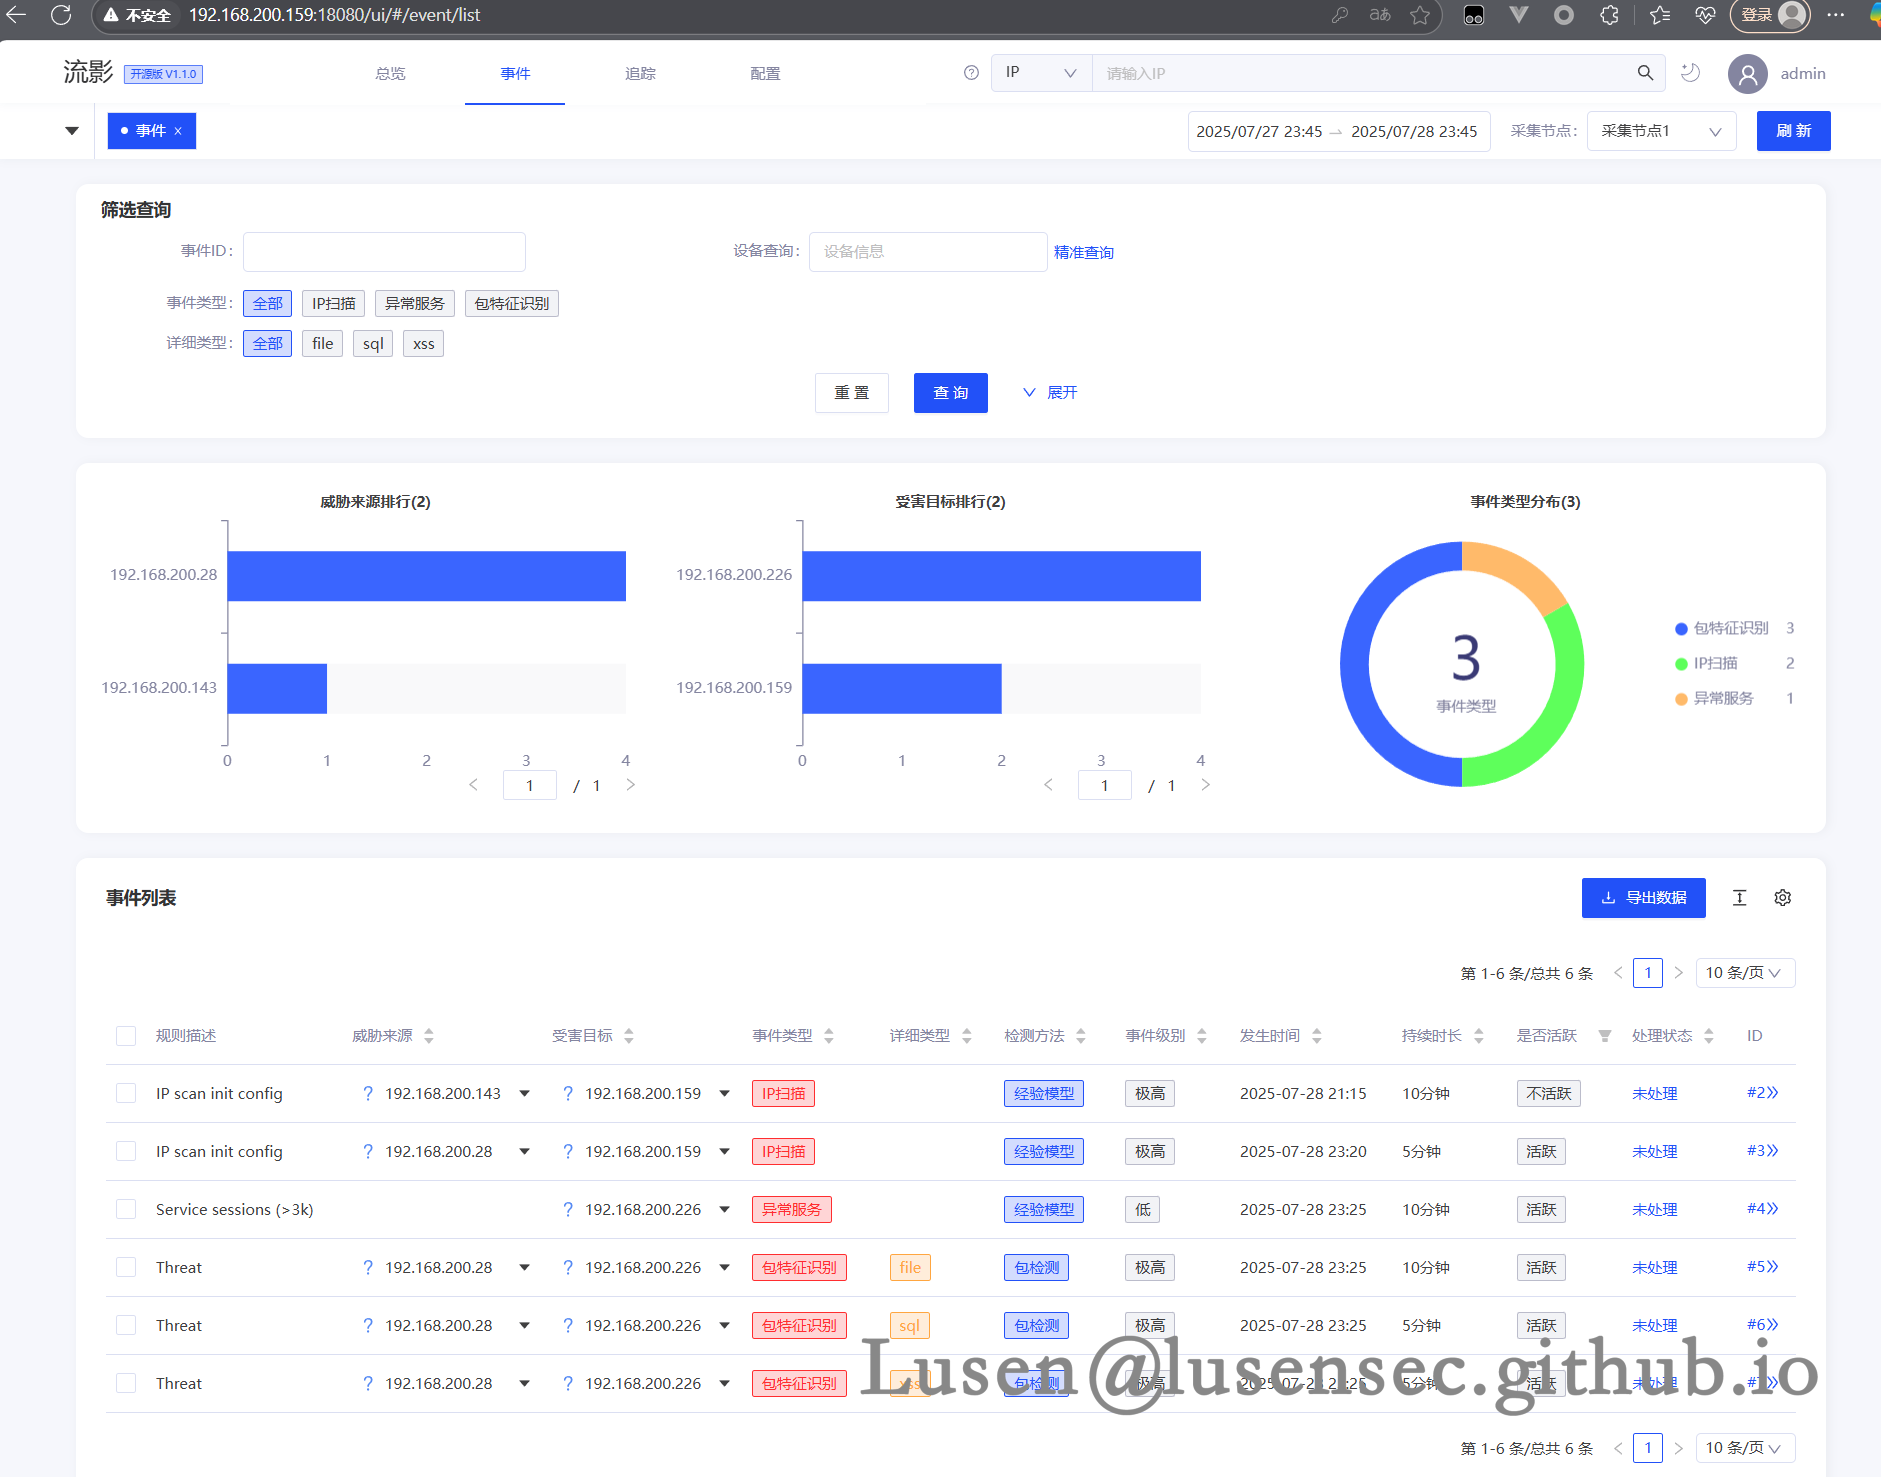 不安全 192.168.200.159:18080/ui/#/event/list aあ 登录
流影 开源版 V1.1.0 总览 事件 追踪 配置 IP 请输入IP admin
事件 × 2025/07/27 23:45 → 2025/07/28 23:45 采集节点: 采集节点1 刷 新
筛选查询
事件ID: 设备查询: 设备信息 精准查询
事件类型: 全部 IP扫描 异常服务 包特征识别
详细类型: 全部 file sql xss
重 置 查 询 展开
威胁来源排行(2)
192.168.200.28
192.168.200.143
0 1 2 3 4
< 1 / 1 >
受害目标排行(2)
192.168.200.226
192.168.200.159
0 1 2 3 4
< 1 / 1 >
事件类型分布(3)
3
事件类型
包特征识别 3
IP扫描 2
异常服务 1
事件列表 导出数据
第 1-6 条/总共 6 条 < 1 > 10 条/页
规则描述 威胁来源 受害目标 事件类型 详细类型 检测方法 事件级别 发生时间 持续时长 是否活跃 处理状态 ID
IP scan init config ? 192.168.200.143 ? 192.168.200.159 IP扫描 经验模型 极高 2025-07-28 21:15 10分钟 不活跃 未处理 #2
IP scan init config ? 192.168.200.28 ? 192.168.200.159 IP扫描 经验模型 极高 2025-07-28 23:20 5分钟 活跃 未处理 #3
Service sessions (>3k) ? 192.168.200.226 异常服务 经验模型 低 2025-07-28 23:25 10分钟 活跃 未处理 #4
Threat ? 192.168.200.28 ? 192.168.200.226 包特征识别 file 包检测 极高 2025-07-28 23:25 10分钟 活跃 未处理 #5
Threat ? 192.168.200.28 ? 192.168.200.226 包特征识别 sql 包检测 极高 2025-07-28 23:25 5分钟 活跃 未处理 #6
Threat ? 192.168.200.28 ? 192.168.200.226 包特征识别 xss 包检测 极高 2025-07-28 23:25 5分钟 活跃 未处理 #7
Lusen@lusensec.github.io
第 1-6 条/总共 6 条 < 1 > 10 条/页